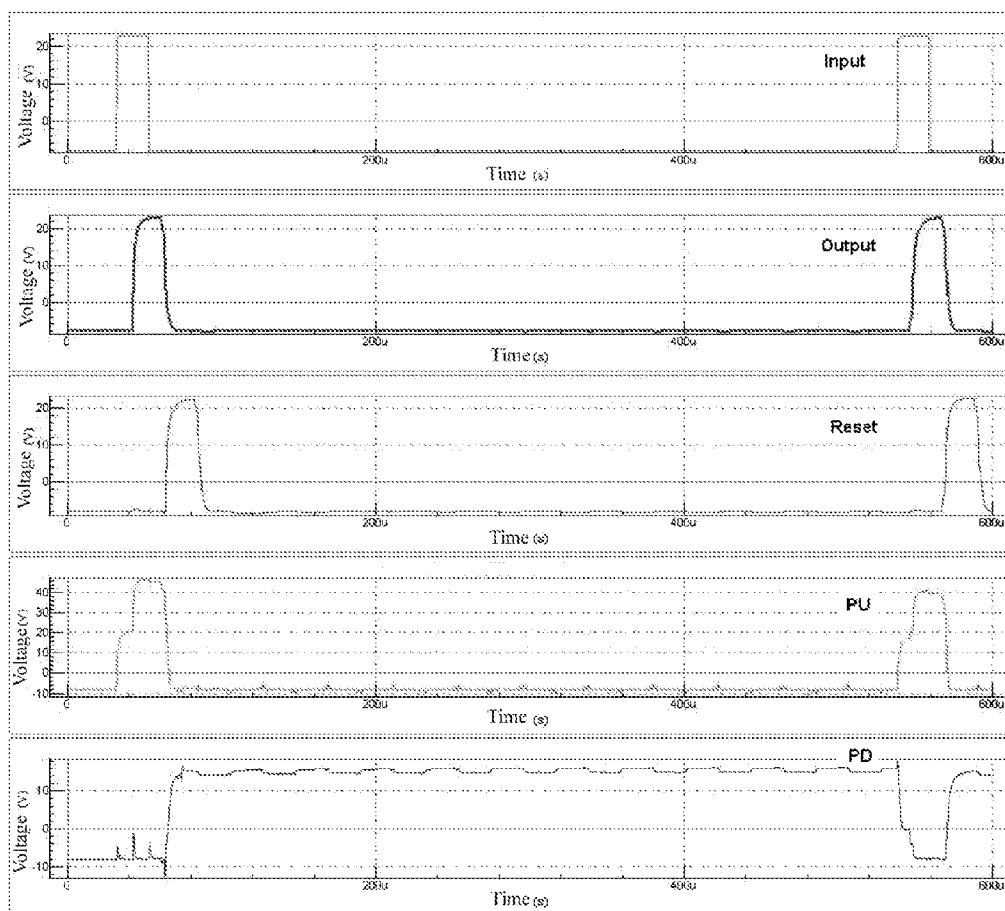 20
10
0
Voltage (v)
Input
0
200u
400u
600u
Time (s)
20
10
0
Voltage (v)
Output
0
200u
400u
600u
Time (s)
20
10
0
Voltage (v)
Reset
0
200u
400u
600u
Time (s)
40
30
20
10
0
-10
Voltage (v)
PU
0
200u
400u
600u
Time (s)
10
0
-10
Voltage (v)
PD
0
200u
400u
600u
Time (s)